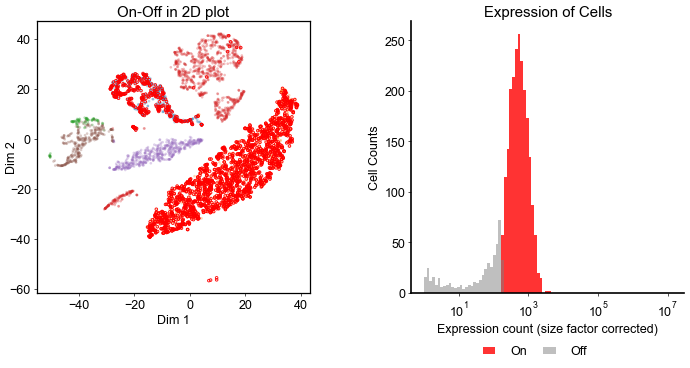 On-Off in 2D plot
40
20
0
−20
−40
−60
Dim 2
−40
−20
0
20
40
Dim 1
Expression of Cells
250
200
150
100
50
0
Cell Counts
10^1
10^3
10^5
10^7
Expression count (size factor corrected)
On
Off